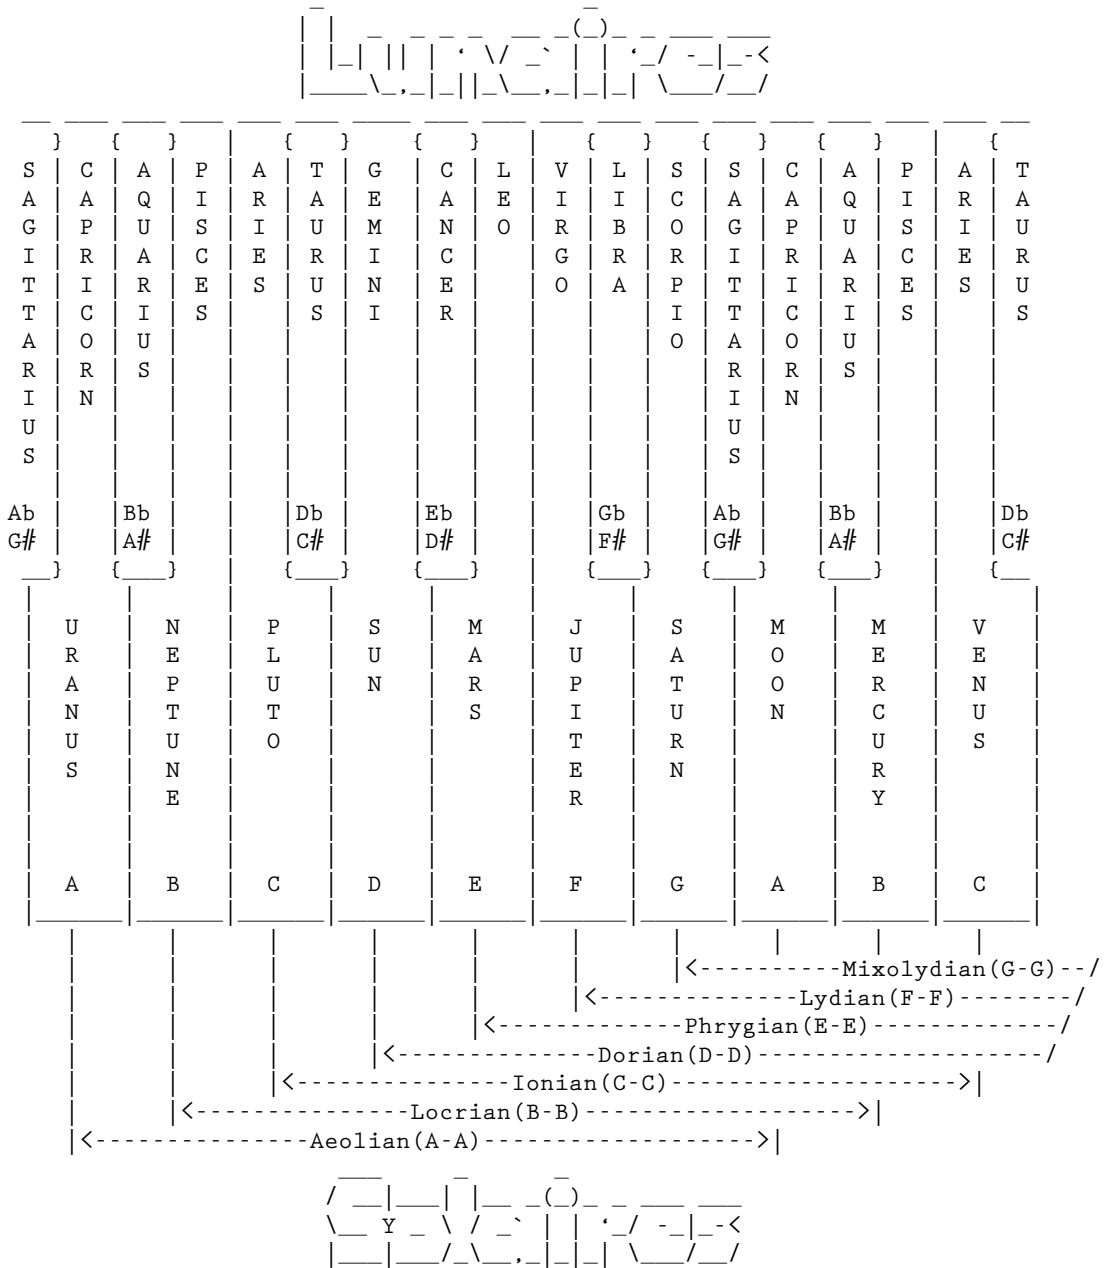 Lunaires
SAGITTARIUS
CAPRICORN
AQUARIUS
PISCES
ARIES
TAURUS
GEMINI
CANCER
LEO
VIRGO
LIBRA
SCORPIO
SAGITTARIUS
CAPRICORN
AQUARIUS
PISCES
ARIES
TAURUS
Ab Bb Db Eb Gb Ab Bb Db
G# A# C# D# F# G# A# C#
URANUS
NEPTUNE
PLUTO
SUN
MARS
JUPITER
SATURN
MOON
MERCURY
VENUS
A B C D E F G A B C
Mixolydian(G-G)
Lydian(F-F)
Phrygian(E-E)
Dorian(D-D)
Ionian(C-C)
Locrian(B-B)
Aeolian(A-A)
Solaires